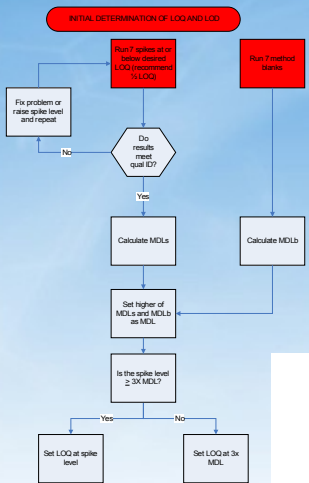 INITIAL DETERMINATION OF LOQ AND LOD
Run 7 spikes at or
below desired
LOQ (recommend
½ LOQ)
Run 7 method
blanks
Fix problem or
raise spike level
and repeat
Do
results
meet
qual ID?
No
Yes
Calculate MDLs
Calculate MDLb
Set higher of
MDLs and MDLb
as MDL
Is the spike level
≥ 3X MDL?
Yes
No
Set LOQ at spike
level
Set LOQ at 3x
MDL